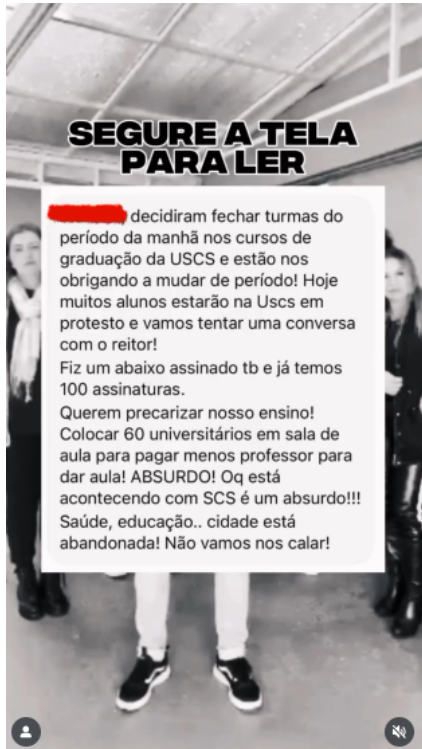 SEGURE A TELA
PARA LER
decidiram fechar turmas do
período da manhã nos cursos de
graduação da USCS e estão nos
obrigando a mudar de período! Hoje
muitos alunos estarão na Uscs em
protesto e vamos tentar uma conversa
com o reitor!
Fiz um abaixo assinado tb e já temos
100 assinaturas.
Querem precarizar nosso ensino!
Colocar 60 universitários em sala de
aula para pagar menos professor para
dar aula! ABSURDO! Oq está
acontecendo com SCS é um absurdo!!!
Saúde, educação.. cidade está
abandonada! Não vamos nos calar!